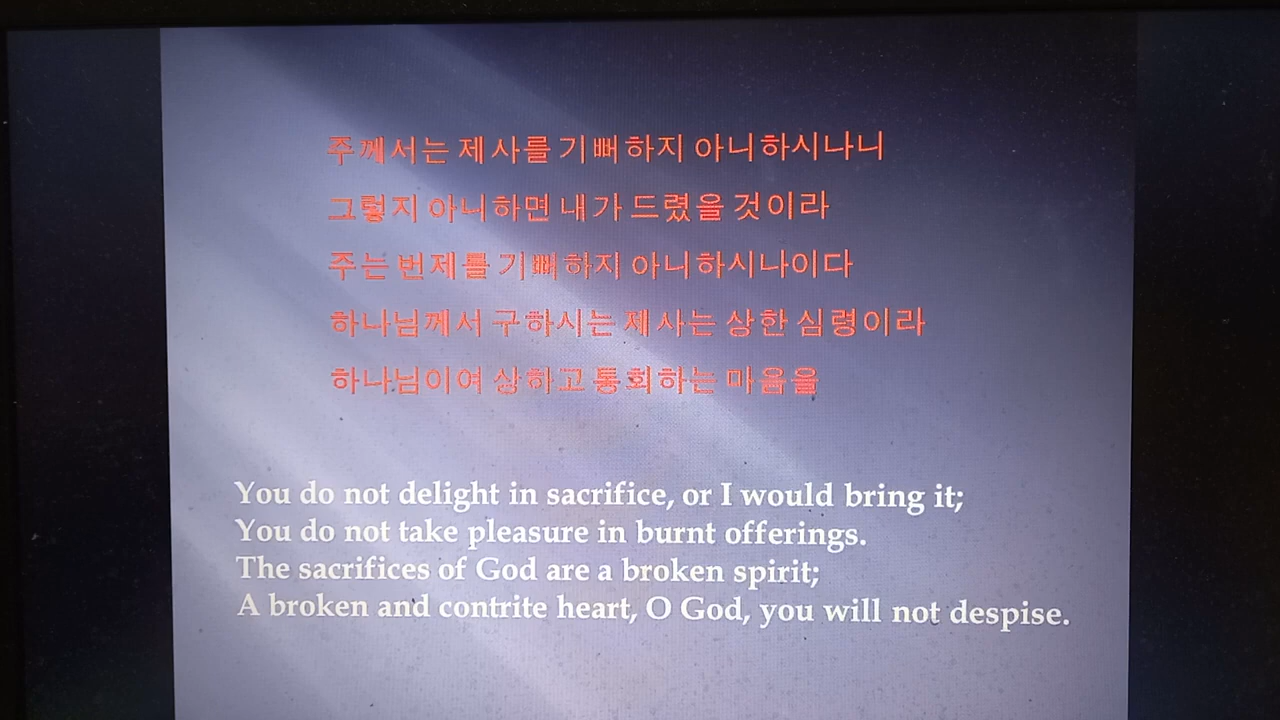 주께서는 제사를 기뻐하지 아니하시나니
그렇지 아니하면 내가 드렸을 것이라
주는 번제를 기뻐하지 아니하시나이다
하나님께서 구하시는 제사는 상한 심령이라
하나님이여 상하고 통회하는 마음을
You do not delight in sacrifice, or I would bring it;
You do not take pleasure in burnt offerings.
The sacrifices of God are a broken spirit;
A broken and contrite heart, O God, you will not despise.